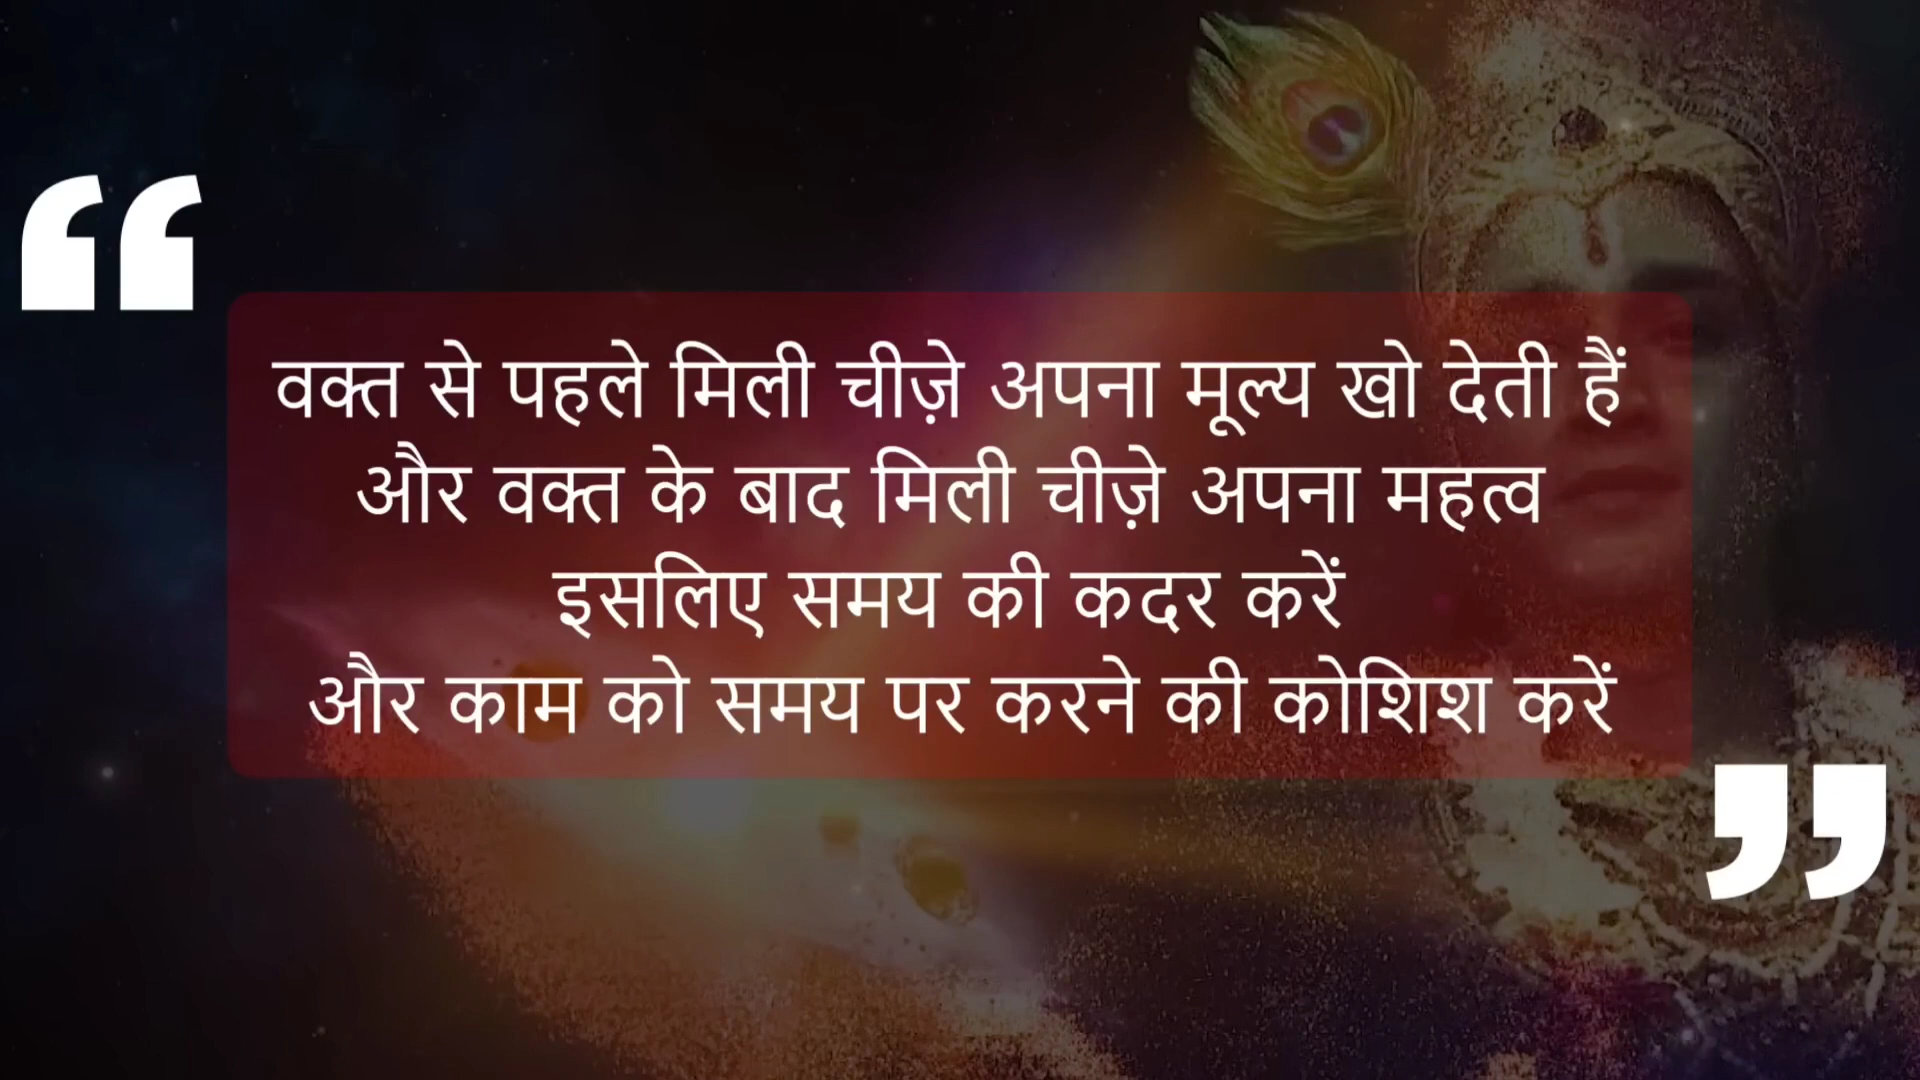 “
वक्त से पहले मिली चीज़े अपना मूल्य खो देती हैं
और वक्त के बाद मिली चीज़े अपना महत्व
इसलिए समय की कदर करें
और काम को समय पर करने की कोशिश करें
”